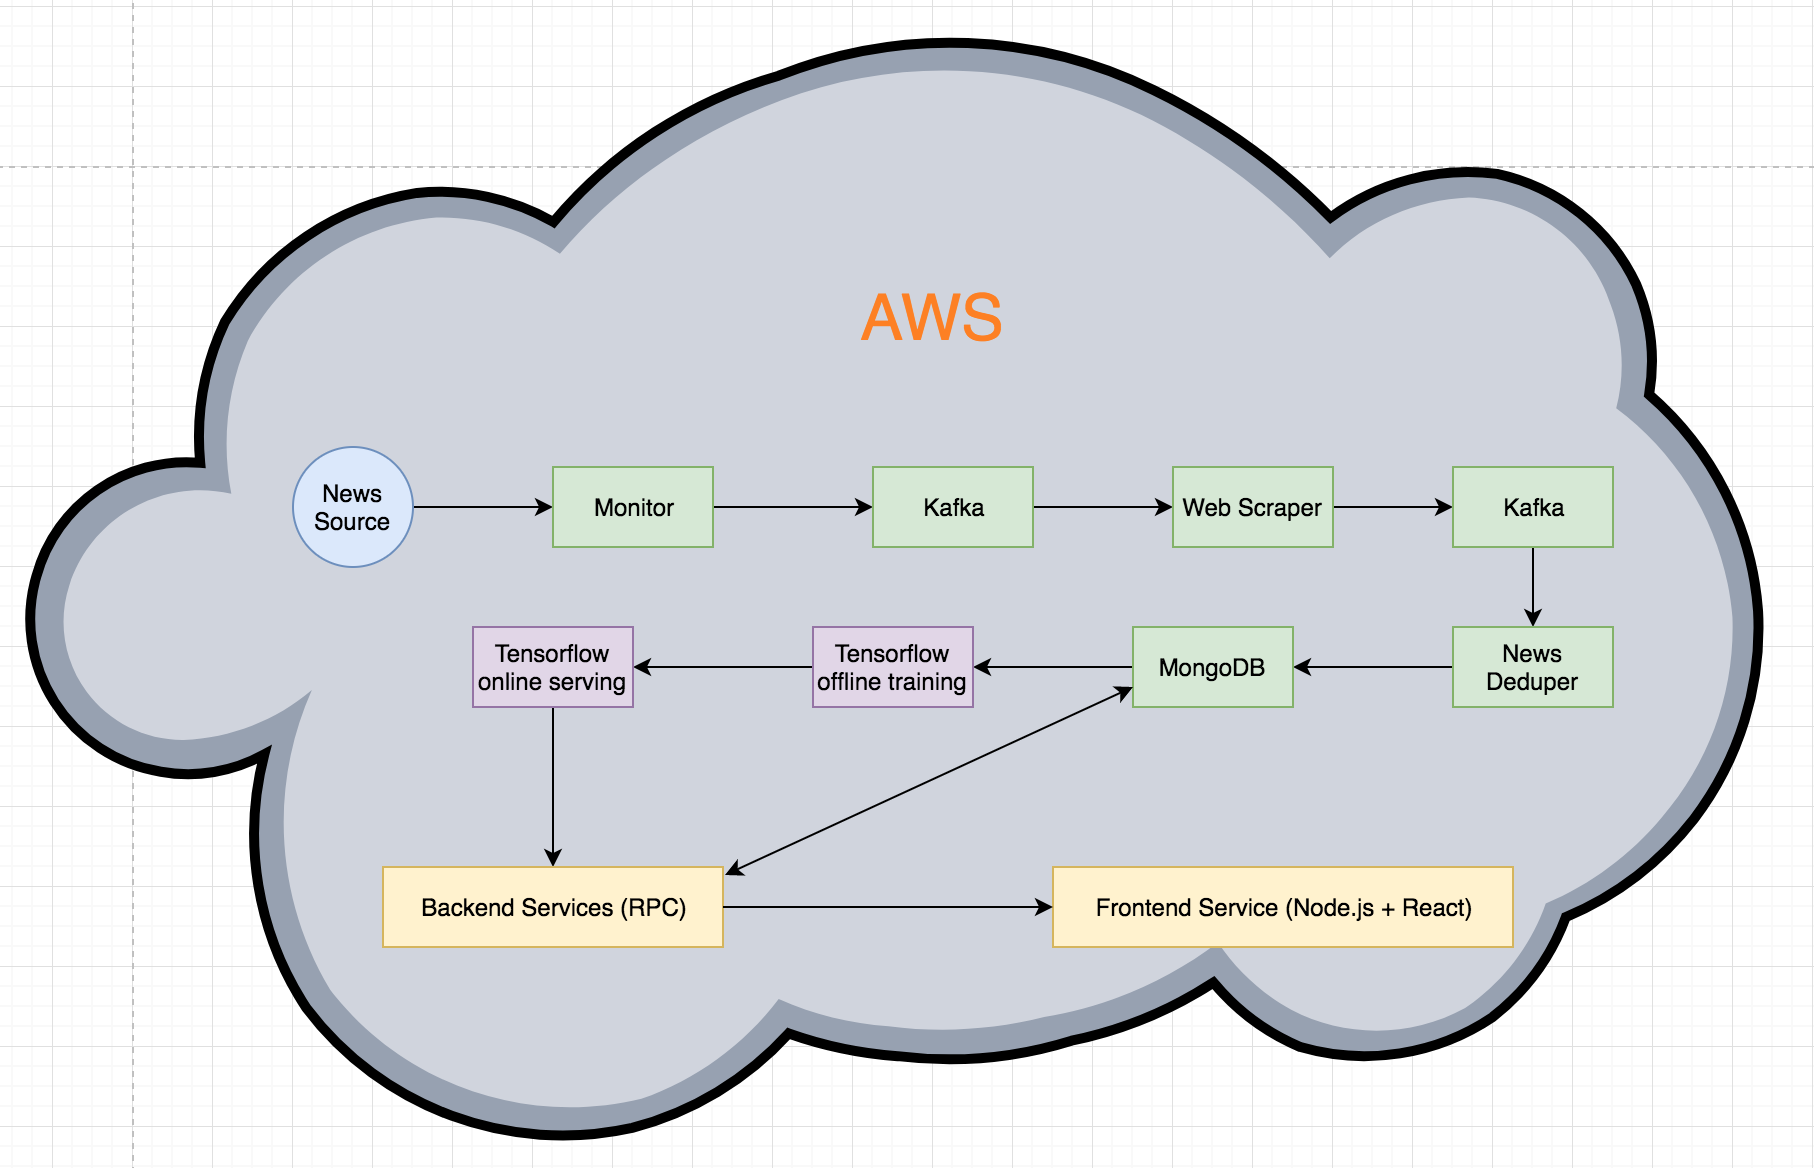 AWS
News
Source
Monitor
Kafka
Web Scraper
Kafka
Tensorflow
online serving
Tensorflow
offline training
MongoDB
News
Deduper
Backend Services (RPC)
Frontend Service (Node.js + React)